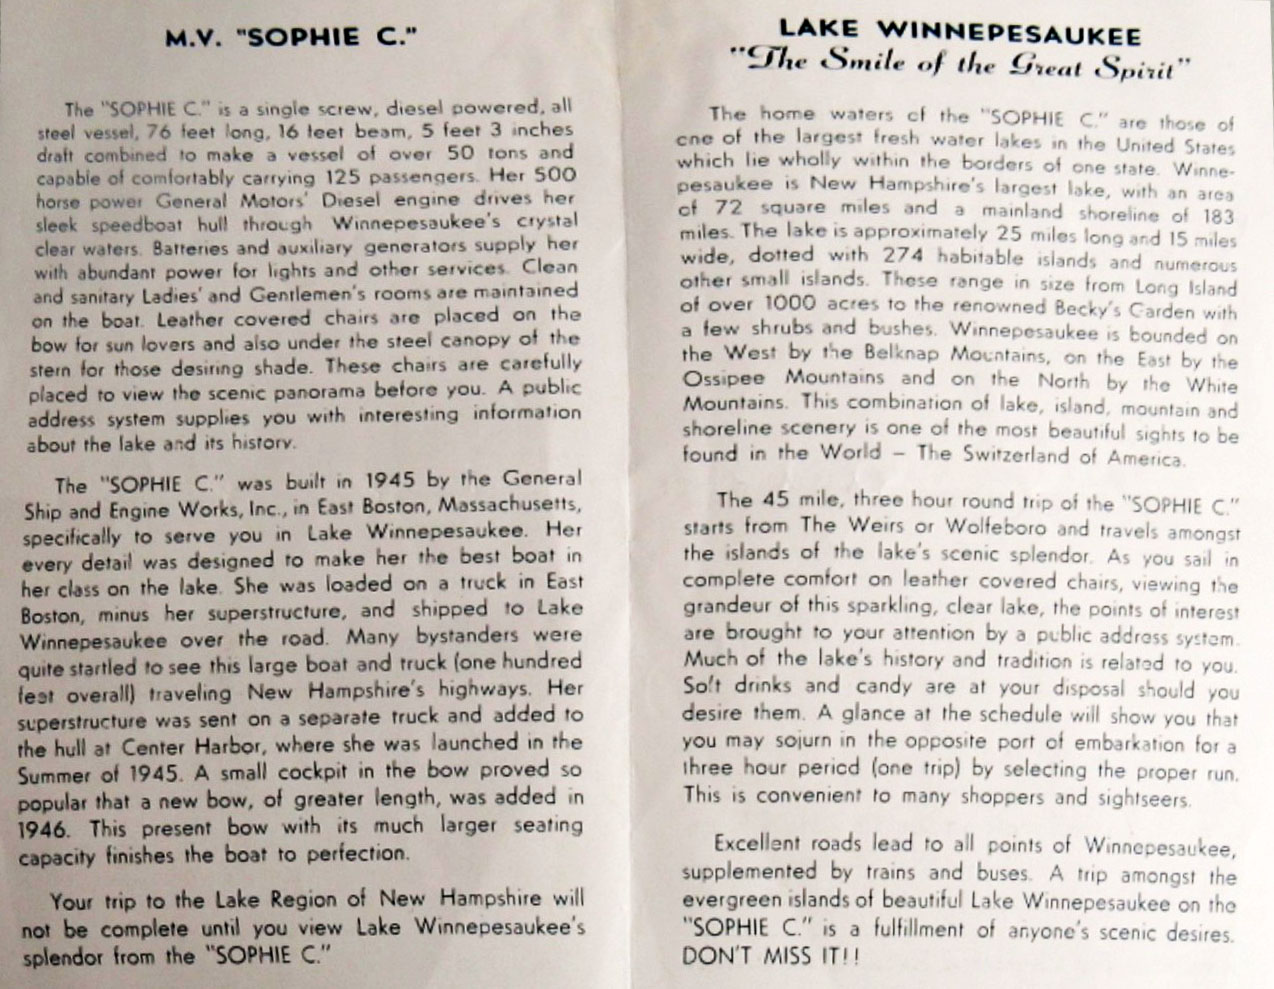 M.V. "SOPHIE C."
The "SOPHIE C." is a single screw, diesel powered, all
steel vessel, 76 feet long, 16 feet beam, 5 feet 3 inches
draft combined to make a vessel of over 50 tons and
capable of comfortably carrying 125 passengers. Her 500
horse power General Motors' Diesel engine drives her
sleek speedboat hull through Winnepesaukee's crystal
clear waters. Batteries and auxiliary generators supply her
with abundant power for lights and other services. Clean
and sanitary Ladies' and Gentlemen's rooms are maintained
on the boat. Leather covered chairs are placed on the
bow for sun lovers and also under the steel canopy of the
stern for those desiring shade. These chairs are carefully
placed to view the scenic panorama before you. A public
address system supplies you with interesting information
about the lake and its history.
The "SOPHIE C." was built in 1945 by the General
Ship and Engine Works, Inc., in East Boston, Massachusetts,
specifically to serve you in Lake Winnepesaukee. Her
every detail was designed to make her the best boat in
her class on the lake. She was loaded on a truck in East
Boston, minus her superstructure, and shipped to Lake
Winnepesaukee over the road. Many bystanders were
quite startled to see this large boat and truck (one hundred
feet overall) traveling New Hampshire's highways. Her
superstructure was sent on a separate truck and added to
the hull at Center Harbor, where she was launched in the
Summer of 1945. A small cockpit in the bow proved so
popular that a new bow, of greater length, was added in
1946. This present bow with its much larger seating
capacity finishes the boat to perfection.
Your trip to the Lake Region of New Hampshire will
not be complete until you view Lake Winnepesaukee's
splendor from the "SOPHIE C."
LAKE WINNEPESAUKEE
"The Smile of the Great Spirit"
The home waters of the "SOPHIE C." are those of
one of the largest fresh water lakes in the United States
which lie wholly within the borders of one state. Winne-
pesaukee is New Hampshire's largest lake, with an area
of 72 square miles and a mainland shoreline of 183
miles. The lake is approximately 25 miles long and 15 miles
wide, dotted with 274 habitable islands and numerous
other small islands. These range in size from Long Island
of over 1000 acres to the renowned Becky's Garden with
a few shrubs and bushes. Winnepesaukee is bounded on
the West by the Belknap Mountains, on the East by the
Ossipee Mountains and on the North by the White
Mountains. This combination of lake, island, mountain and
shoreline scenery is one of the most beautiful sights to be
found in the World – The Switzerland of America.
The 45 mile, three hour round trip of the "SOPHIE C."
starts from The Weirs or Wolfeboro and travels amongst
the islands of the lake's scenic splendor. As you sail in
complete comfort on leather covered chairs, viewing the
grandeur of this sparkling, clear lake, the points of interest
are brought to your attention by a public address system.
Much of the lake's history and tradition is related to you.
Soft drinks and candy are at your disposal should you
desire them. A glance at the schedule will show you that
you may sojurn in the opposite port of embarkation for a
three hour period (one trip) by selecting the proper run.
This is convenient to many shoppers and sightseers.
Excellent roads lead to all points of Winnepesaukee,
supplemented by trains and buses. A trip amongst the
evergreen islands of beautiful Lake Winnepesaukee on the
"SOPHIE C." is a fulfillment of anyone's scenic desires.
DON'T MISS IT!!